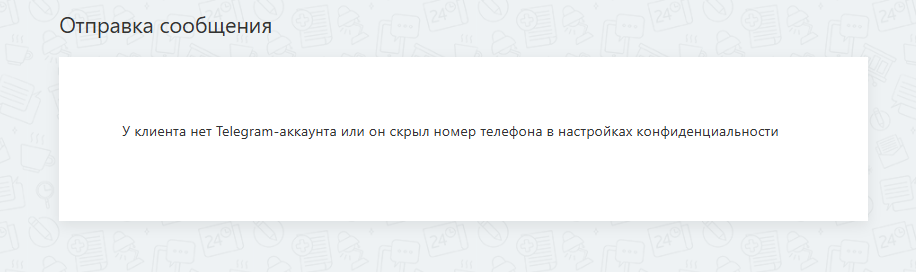 Отправка сообщения
У клиента нет Telegram-аккаунта или он скрыл номер телефона в настройках конфиденциальности